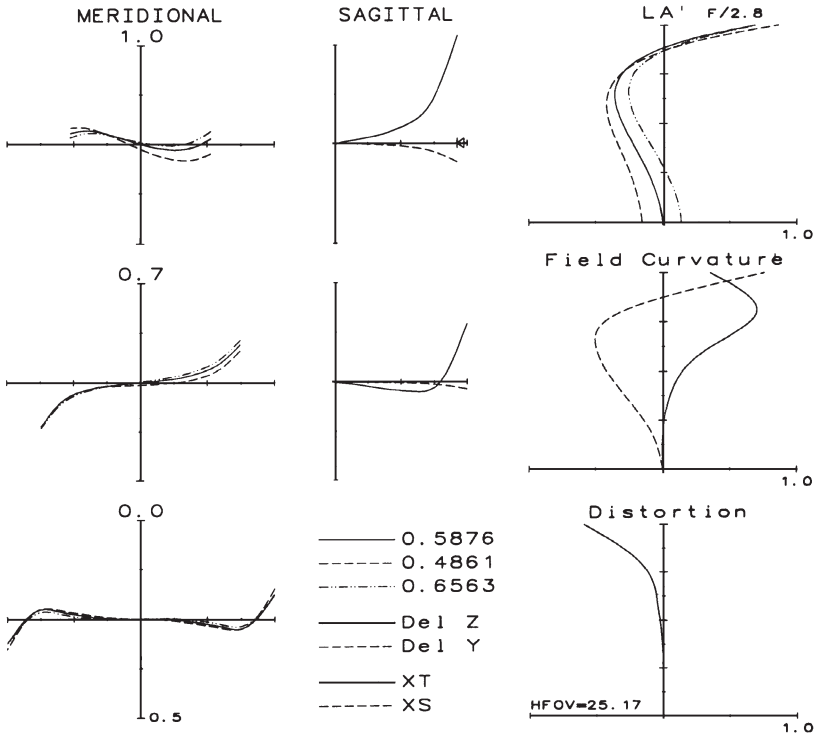 MERIDIONAL
SAGITTAL
LA' F/2.8
1.0
1.0
0.7
Field Curvature
1.0
0.0
0.5
0.5876
0.4861
0.6563
Del Z
Del Y
XT
XS
Distortion
HFOV=25.17
1.0